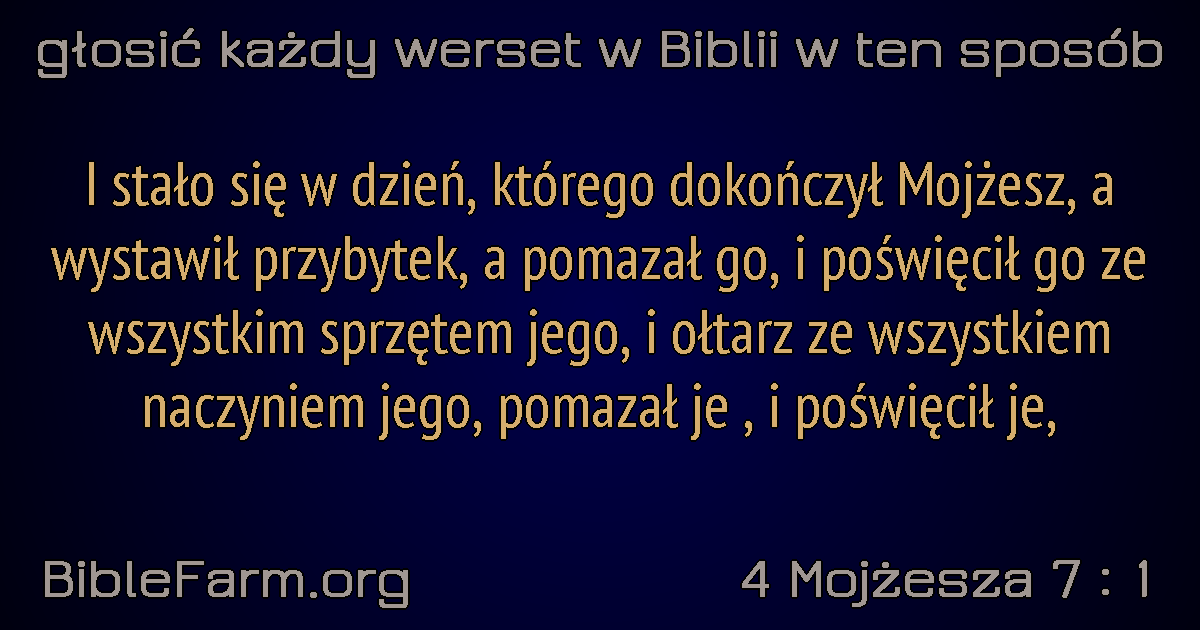 głosić każdy werset w Biblii w ten sposób
I stało się w dzień, którego dokończył Mojżesz, a
wystawił przybytek, a pomazał go, i poświęcił go ze
wszystkim sprzętem jego, i ołtarz ze wszystkiem
naczyniem jego, pomazał je , i poświęcił je,
BibleFarm.org
4 Mojżesza 7 : 1